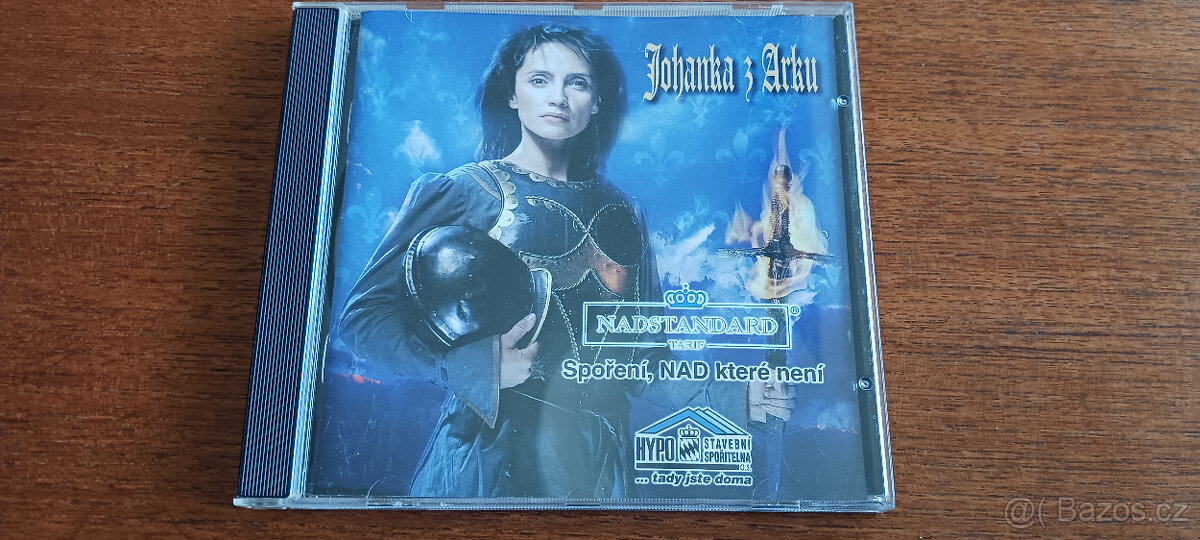 Johanka z Arku
NADSTANDARD®
TARIF
Spoření, NAD které není
HYPO STAVEBNÍ
SPOŘITELNA
a.s.
... tady jste doma
@( Bazos.cz